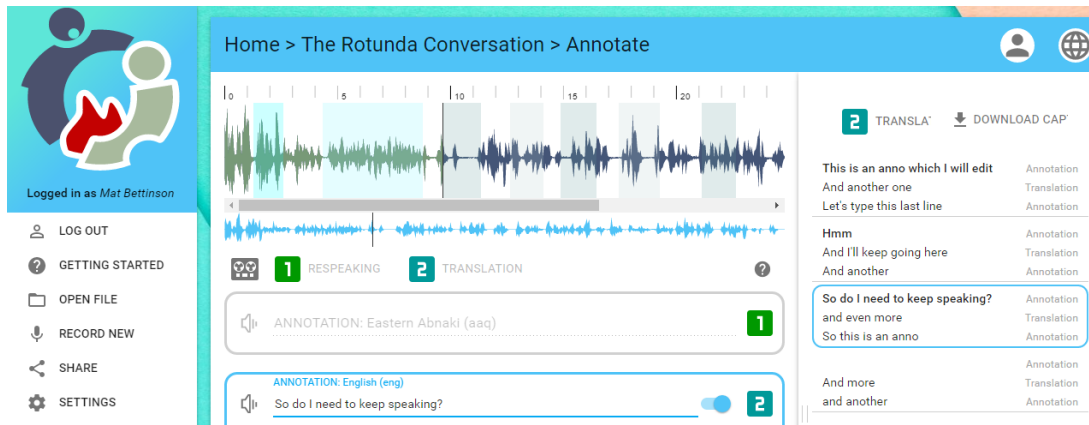 Logged in as Mat Bettinson
LOG OUT
GETTING STARTED
OPEN FILE
RECORD NEW
SHARE
SETTINGS
Home > The Rotunda Conversation > Annotate
0 5 10 15 20
1 RESPEAKING 2 TRANSLATION
ANNOTATION: Eastern Abnaki (aaq) 1
ANNOTATION: English (eng)
So do I need to keep speaking? 2
2 TRANSLA DOWNLOAD CAP
This is an anno which I will edit Annotation
And another one Translation
Let's type this last line Annotation
Hmm Annotation
And I'll keep going here Translation
And another Annotation
So do I need to keep speaking? Annotation
and even more Translation
So this is an anno Annotation
Annotation
And more Translation
and another Annotation